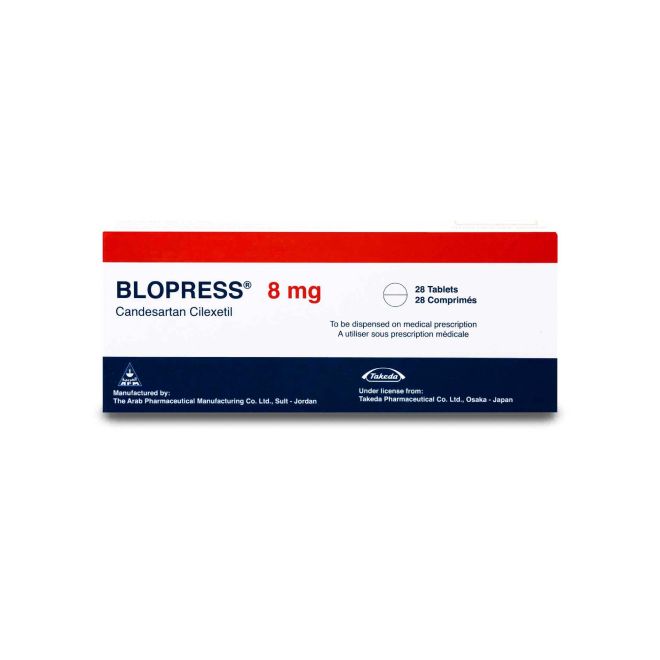 BLOPRESS® 8 mg
Candesartan Cilexetil
28 Tablets
28 Comprimés
To be dispensed on medical prescription
A utiliser sous prescription médicale
APM
Manufactured by:
The Arab Pharmaceutical Manufacturing Co. Ltd., Sult - Jordan
Takeda
Under license from:
Takeda Pharmaceutical Co. Ltd., Osaka - Japan